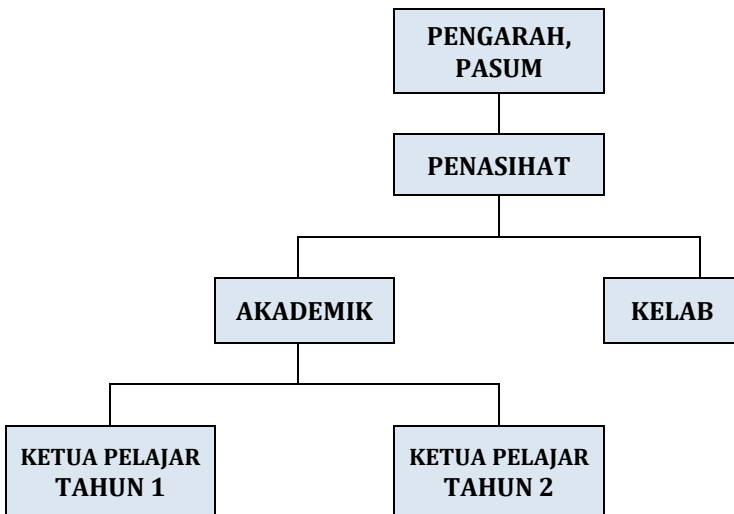 PENGARAH,
PASUM
PENASIHAT
AKADEMIK
KELAB
KETUA PELAJAR
TAHUN 1
KETUA PELAJAR
TAHUN 2